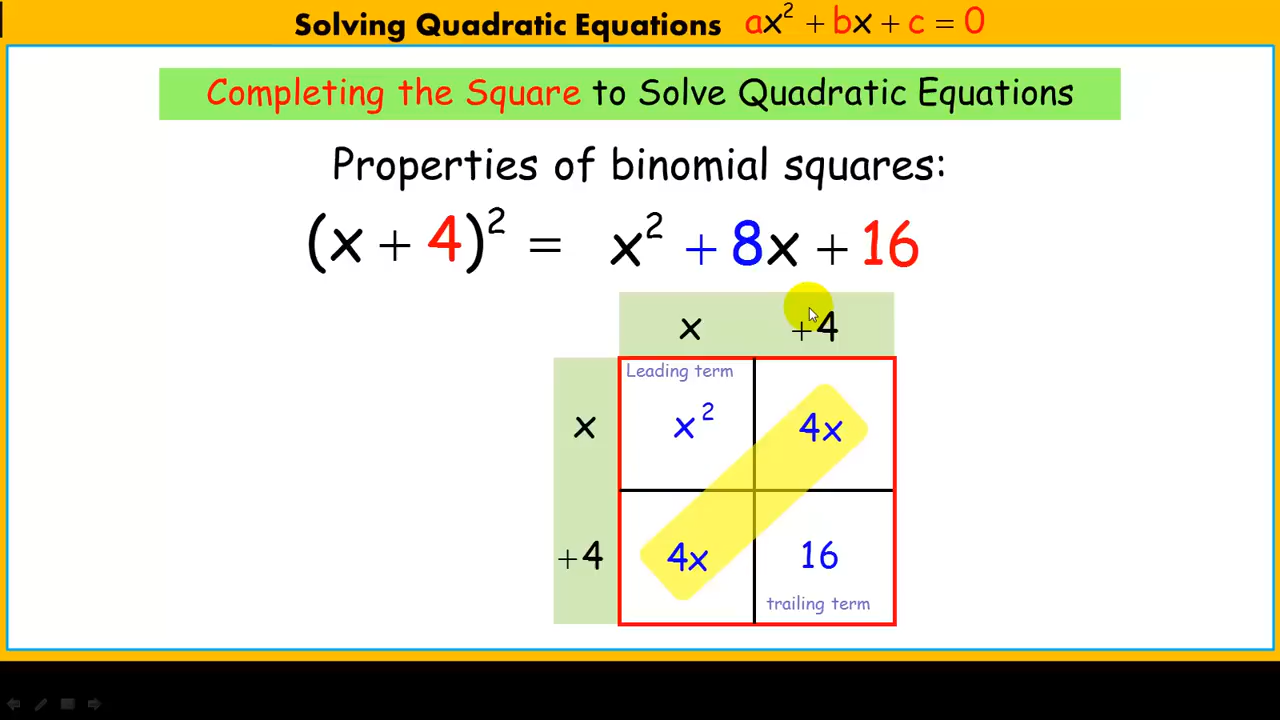 Solving Quadratic Equations ax² + bx + c = 0
Completing the Square to Solve Quadratic Equations
Properties of binomial squares:
(x + 4)² = x² + 8x + 16
x +4
Leading term
x x² 4x
+4 4x 16
trailing term